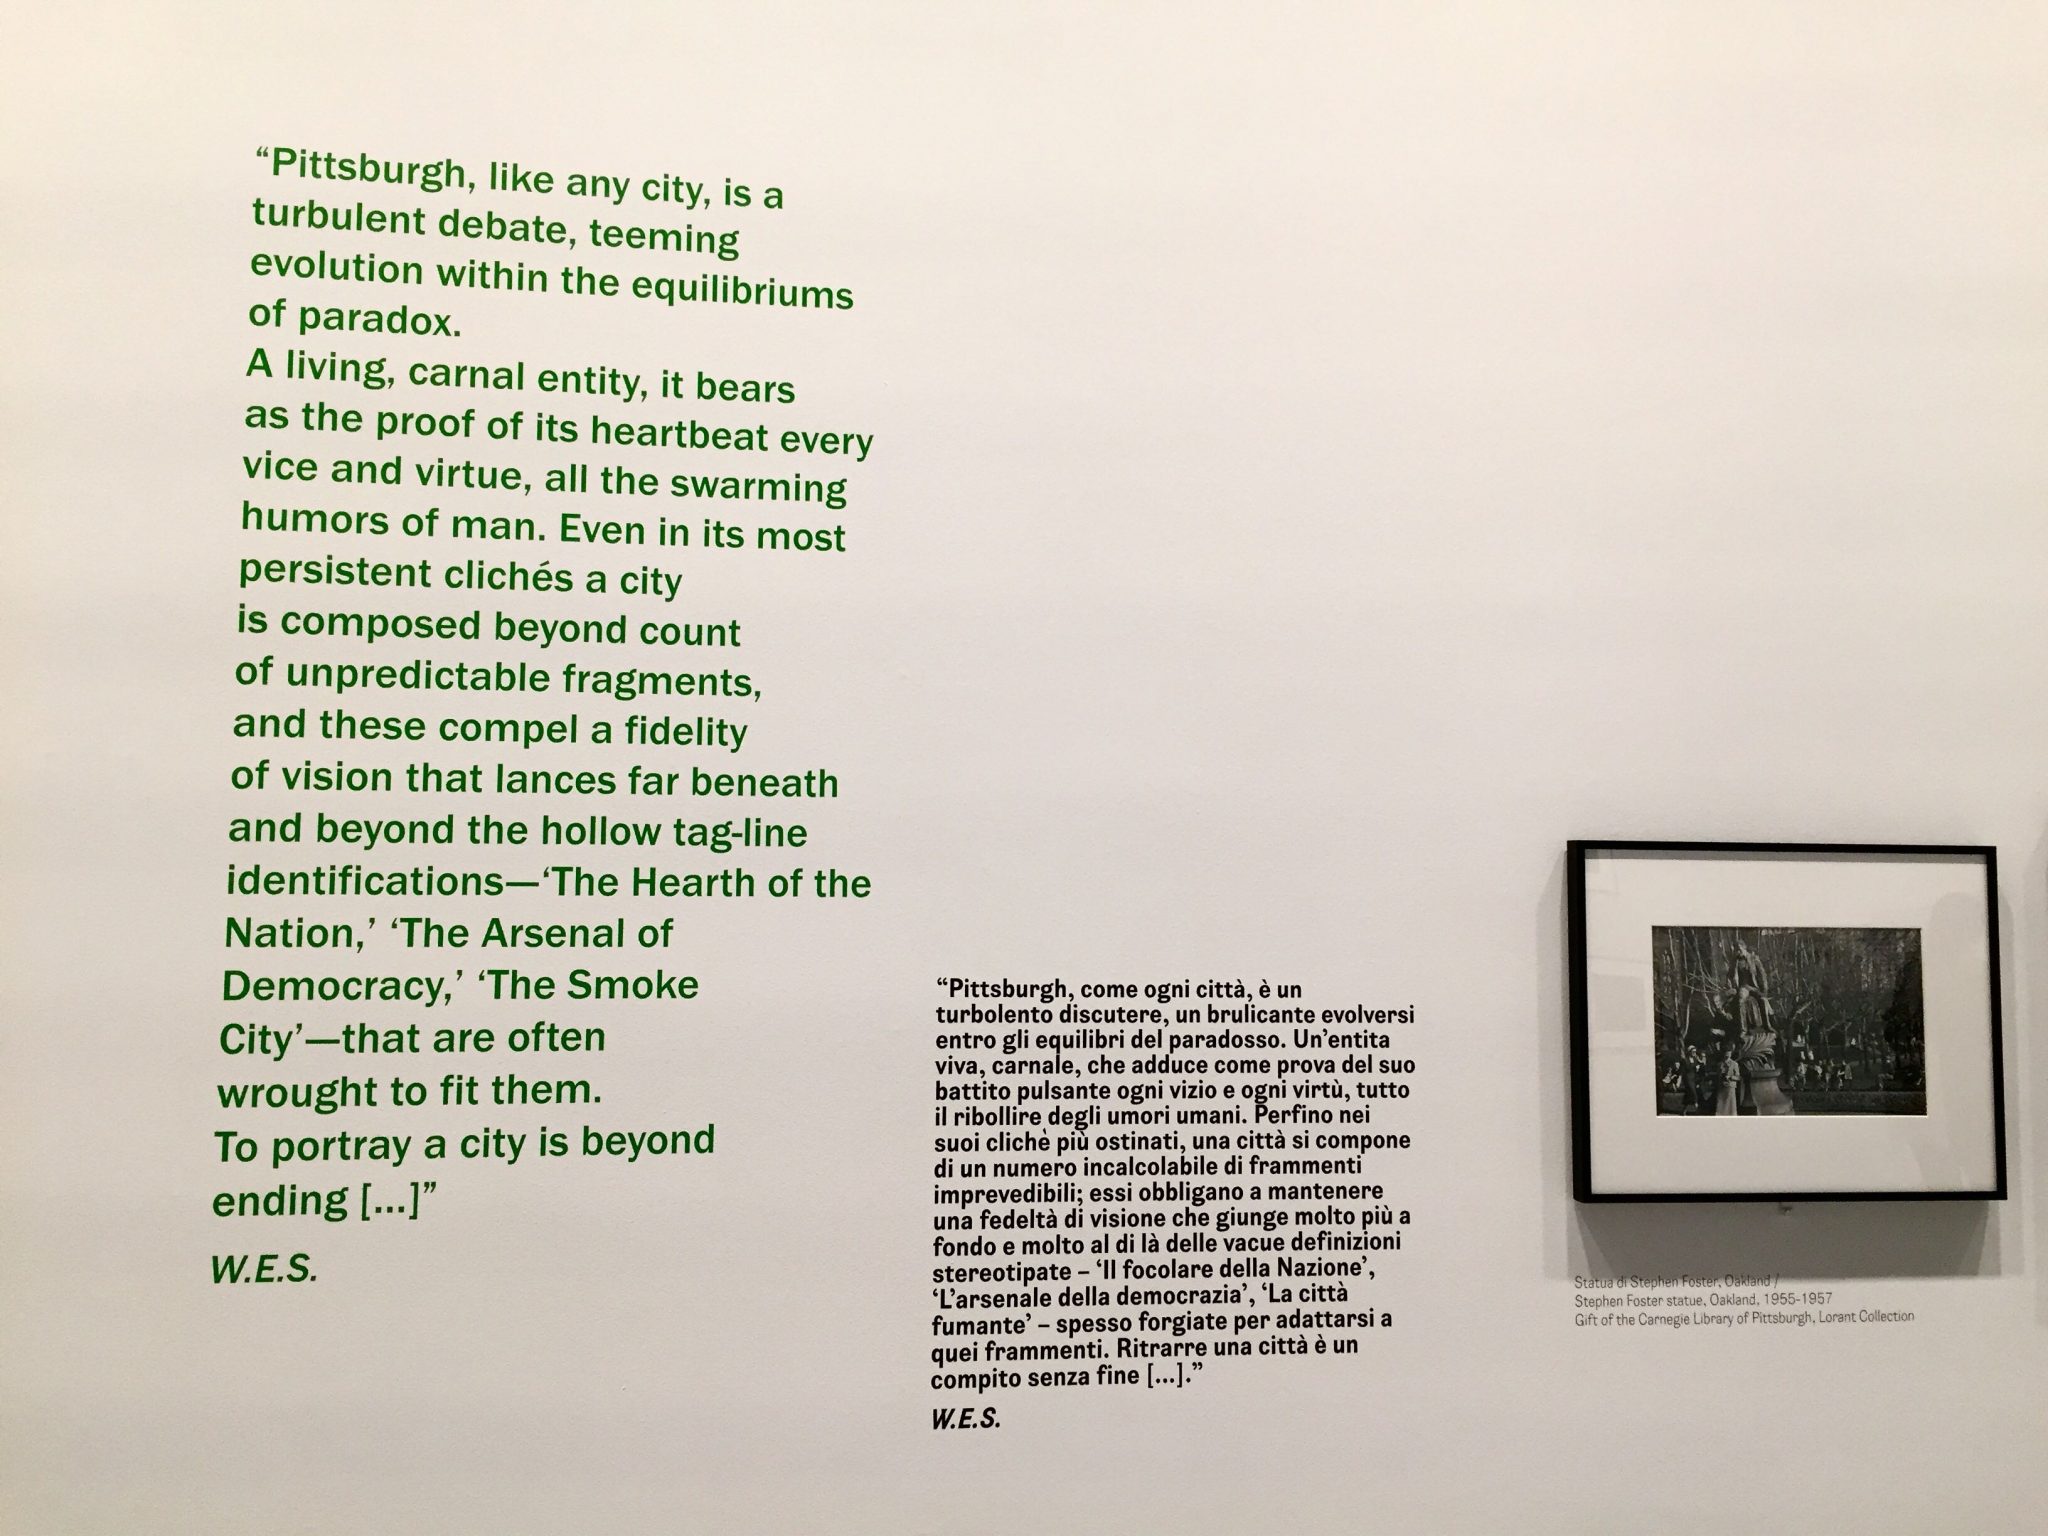 “Pittsburgh, like any city, is a
turbulent debate, teeming
evolution within the equilibriums
of paradox.
A living, carnal entity, it bears
as the proof of its heartbeat every
vice and virtue, all the swarming
humors of man. Even in its most
persistent clichés a city
is composed beyond count
of unpredictable fragments,
and these compel a fidelity
of vision that lances far beneath
and beyond the hollow tag-line
identifications—‘The Hearth of the
Nation,’ ‘The Arsenal of
Democracy,’ ‘The Smoke
City’—that are often
wrought to fit them.
To portray a city is beyond
ending [...]”
W.E.S.
“Pittsburgh, come ogni città, è un
turbolento discutere, un brulicante evolversi
entro gli equilibri del paradosso. Un’entita
viva, carnale, che adduce come prova del suo
battito pulsante ogni vizio e ogni virtù, tutto
il ribollire degli umori umani. Perfino nei
suoi clichè più ostinati, una città si compone
di un numero incalcolabile di frammenti
imprevedibili; essi obbligano a mantenere
una fedeltà di visione che giunge molto più a
fondo e molto al di là delle vacue definizioni
stereotipate – ‘Il focolare della Nazione’,
‘L’arsenale della democrazia’, ‘La città
fumante’ – spesso forgiate per adattarsi a
quei frammenti. Ritrarre una città è un
compito senza fine [...].”
W.E.S.
Statua di Stephen Foster, Oakland /
Stephen Foster statue, Oakland, 1955-1957
Gift of the Carnegie Library of Pittsburgh, Lorant Collection